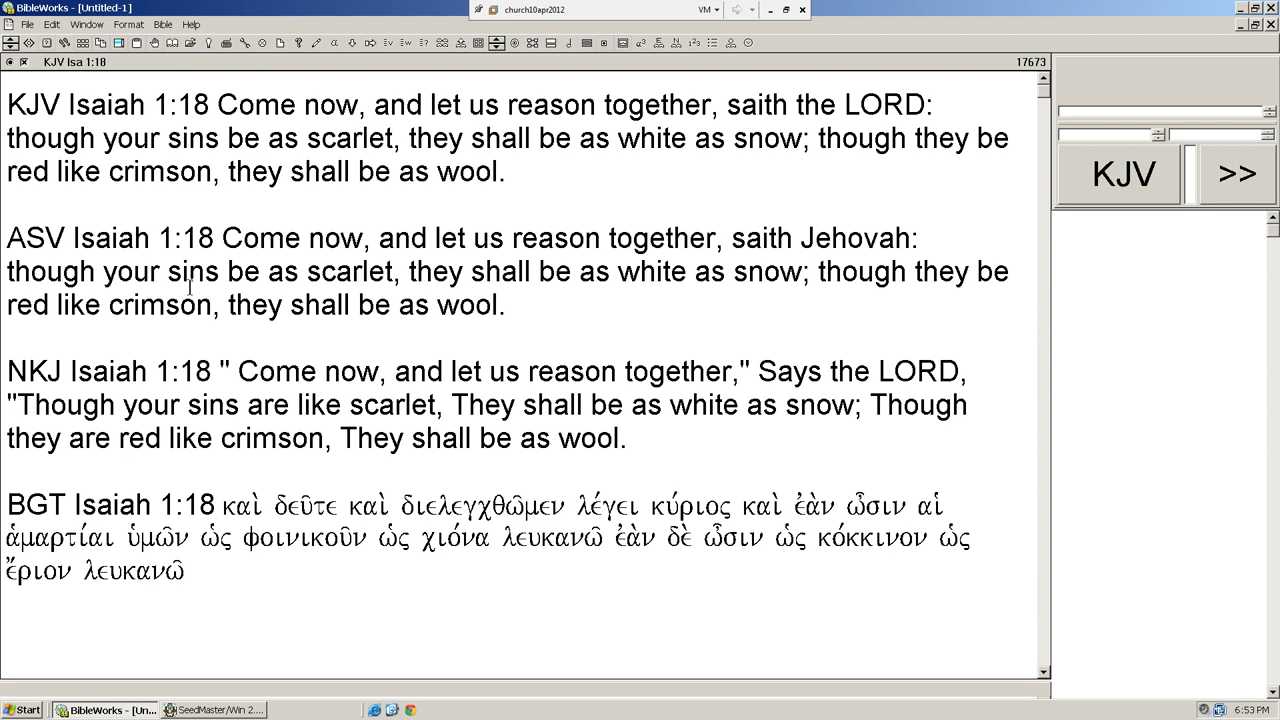 BibleWorks - [Untitled-1]
church10apr2012
VM
File Edit Window Format Bible Help
KJV Isa 1:18
17673
KJV Isaiah 1:18 Come now, and let us reason together, saith the LORD:
though your sins be as scarlet, they shall be as white as snow; though they be
red like crimson, they shall be as wool.
ASV Isaiah 1:18 Come now, and let us reason together, saith Jehovah:
though your sins be as scarlet, they shall be as white as snow; though they be
red like crimson, they shall be as wool.
NKJ Isaiah 1:18 " Come now, and let us reason together," Says the LORD,
"Though your sins are like scarlet, They shall be as white as snow; Though
they are red like crimson, They shall be as wool.
BGT Isaiah 1:18 καὶ δεῦτε καὶ διελεγχθῶμεν λέγει κύριος καὶ ἐὰν ὦσιν αἱ
ἁμαρτίαι ὑμῶν ὡς φοινικοῦν ὡς χιόνα λευκανῶ ἐὰν δὲ ὦσιν ὡς κόκκινον ὡς
ἔριον λευκανῶ
KJV >>
Start BibleWorks - [Un... SeedMaster/Win 2.... 6:53 PM